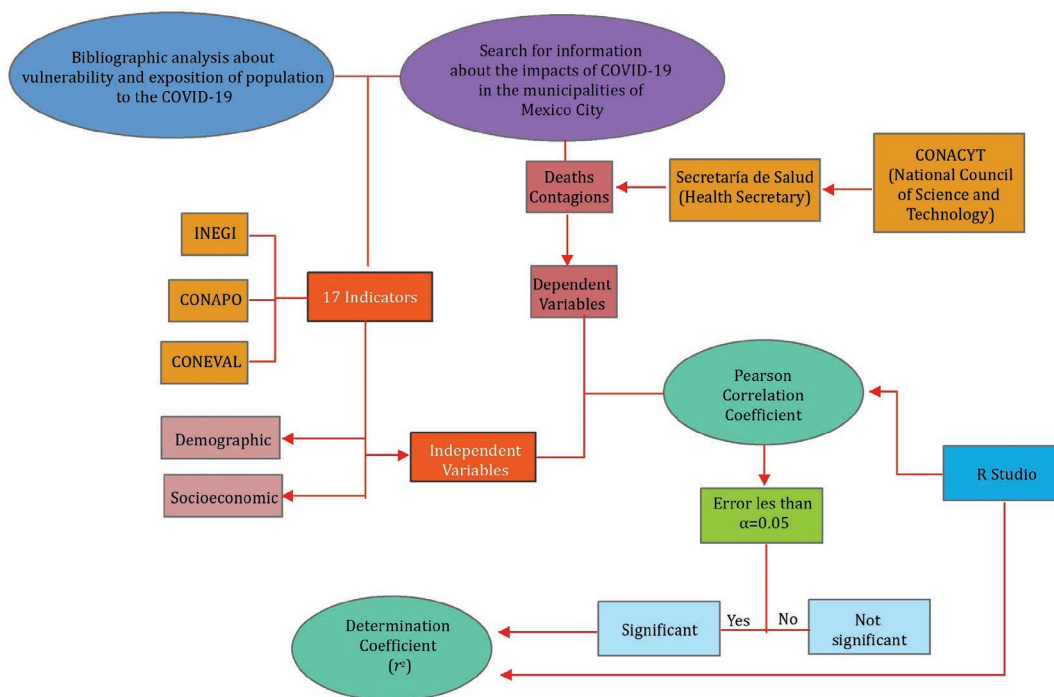 Bibliographic analysis about
vulnerability and exposition of population
to the COVID-19
Search for information
about the impacts of COVID-19
in the municipalities of
Mexico City
Deaths
Contagions
Secretaría de Salud
(Health Secretary)
CONACYT
(National Council
of Science and
Technology)
INEGI
CONAPO
CONEVAL
17 Indicators
Dependent
Variables
Pearson
Correlation
Coefficient
Demographic
Socioeconomic
Independent
Variables
R Studio
Error les than
α=0.05
Determination
Coefficient
(r²)
Significant
Yes
No
Not
significant